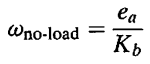 ω_no-load = e_a / K_b